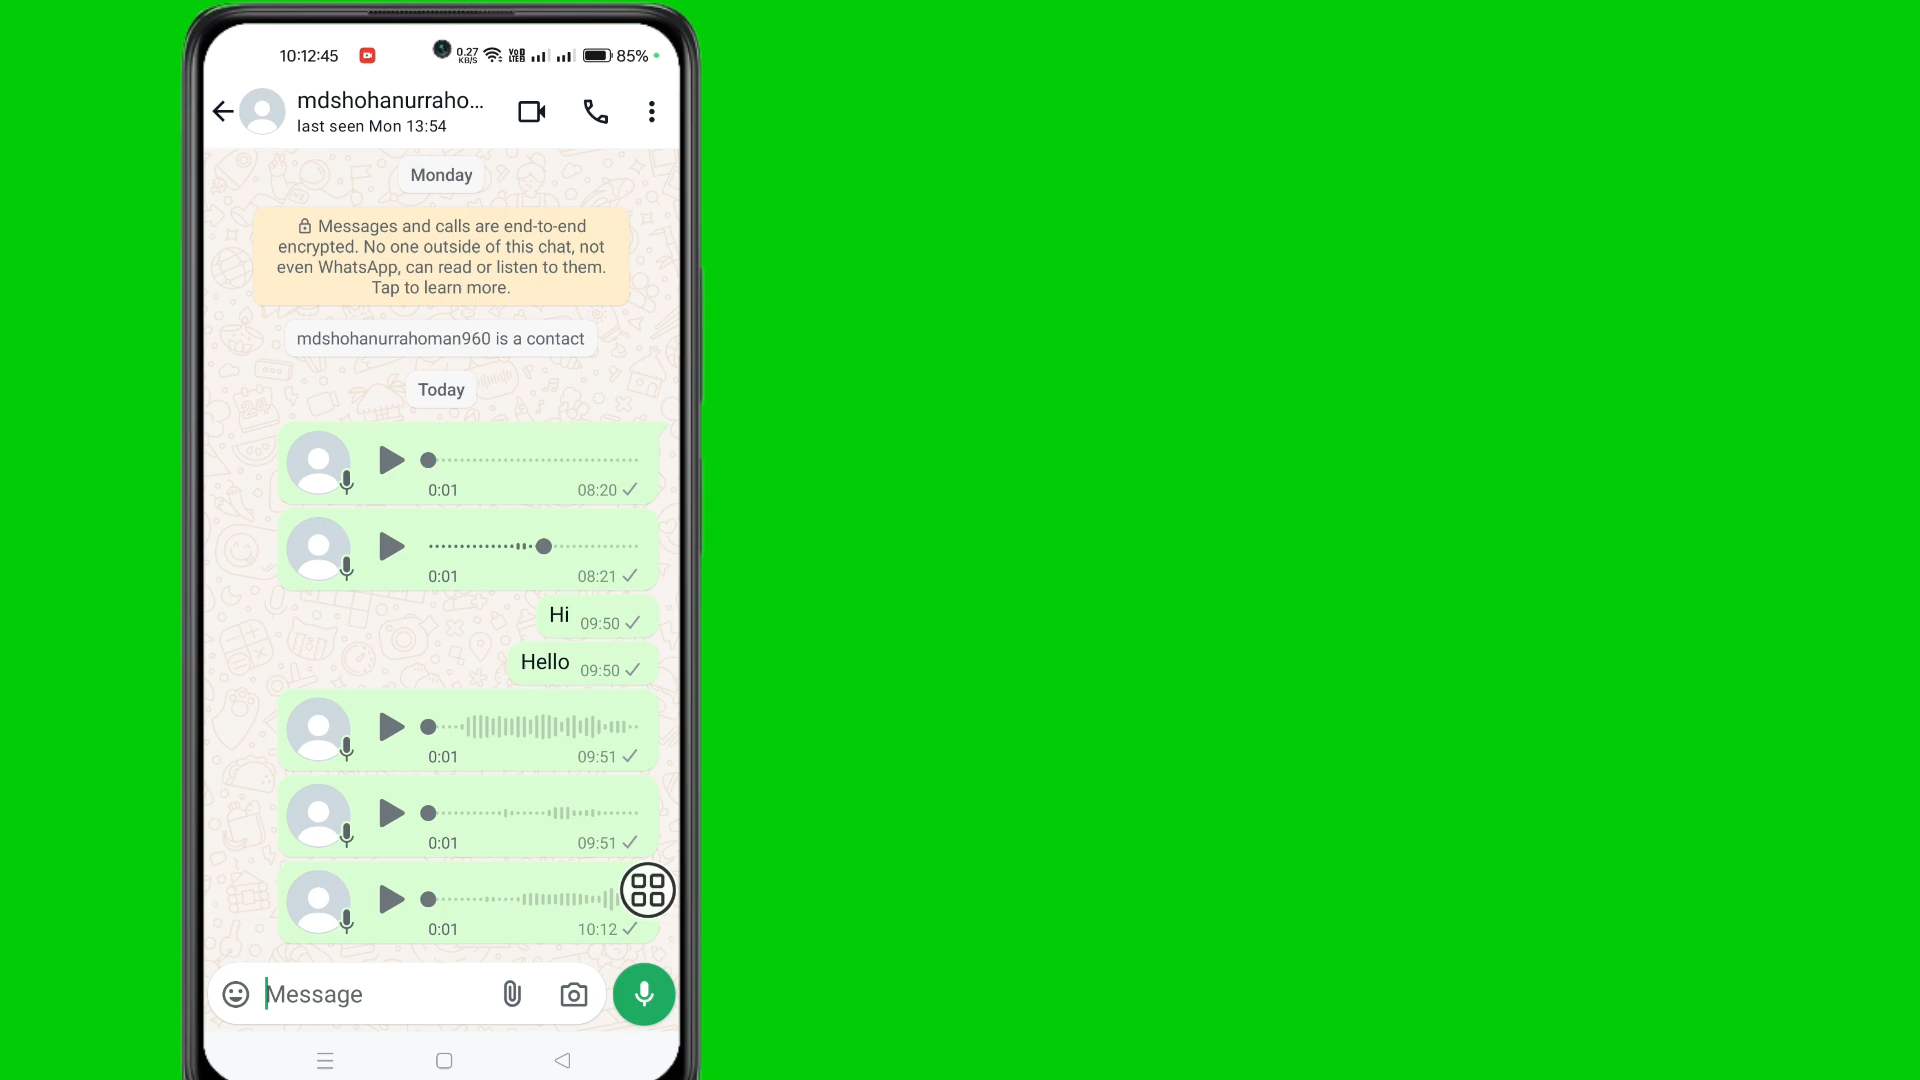 10:12:45
0.27 KB/S
Vo LTE
85%
mdshohanurraho...
last seen Mon 13:54
Monday
Messages and calls are end-to-end
encrypted. No one outside of this chat, not
even WhatsApp, can read or listen to them.
Tap to learn more.
mdshohanurrahoman960 is a contact
Today
0:01 08:20
0:01 08:21
Hi 09:50
Hello 09:50
0:01 09:51
0:01 09:51
0:01 10:12
Message